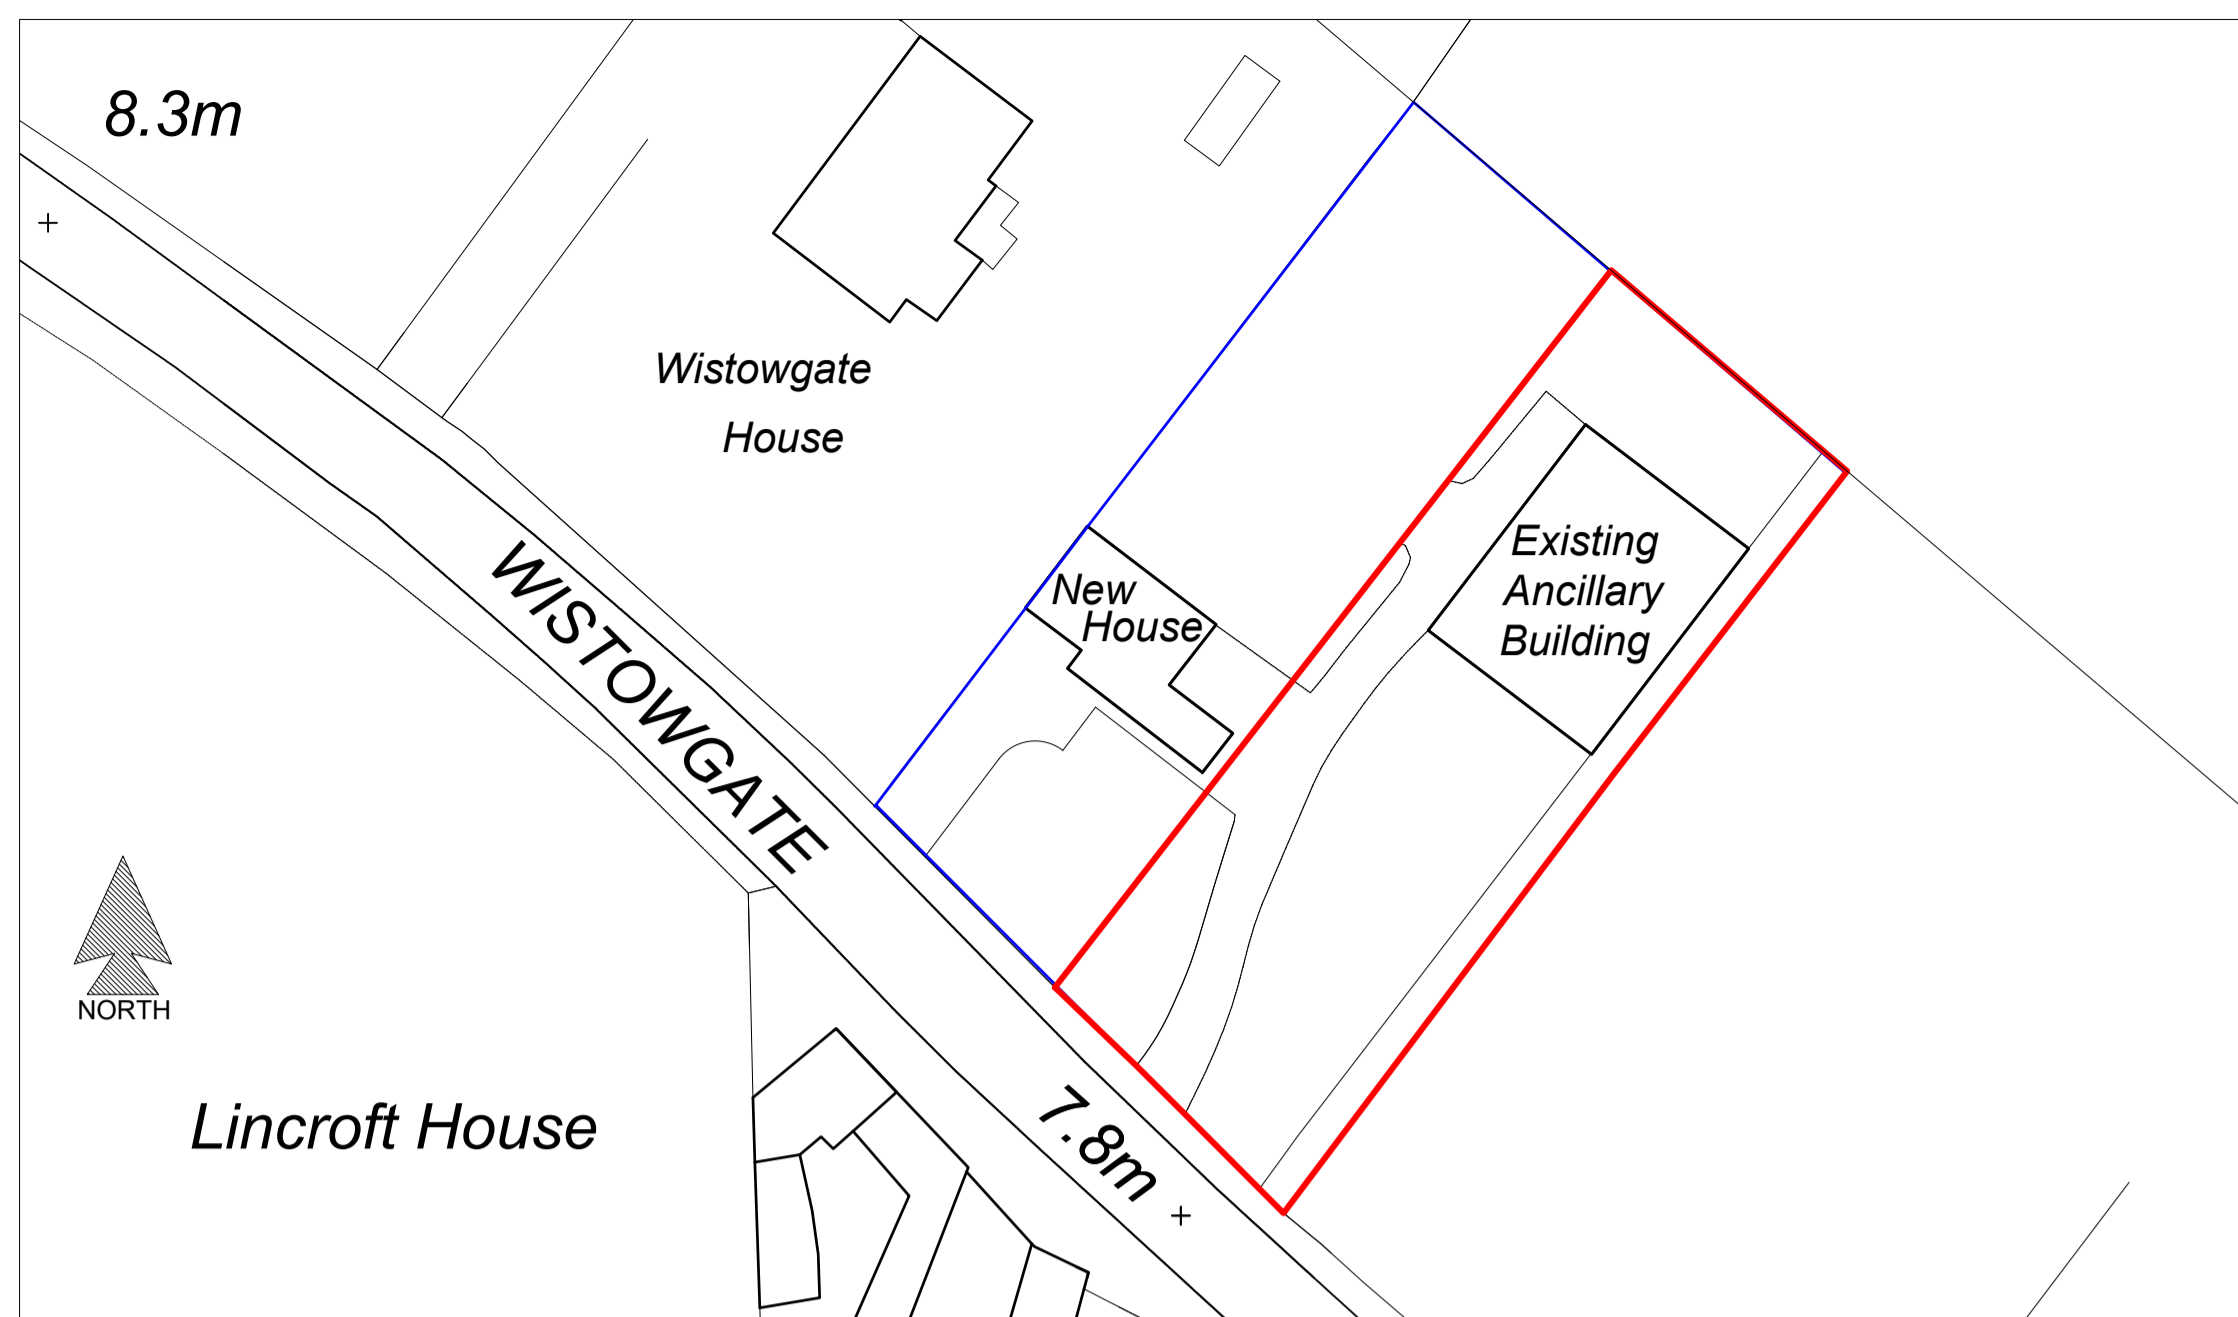 8.3m
Wistowgate
House
New
House
Existing
Ancillary
Building
WISTOWGATE
NORTH
Lincroft House
7.8m